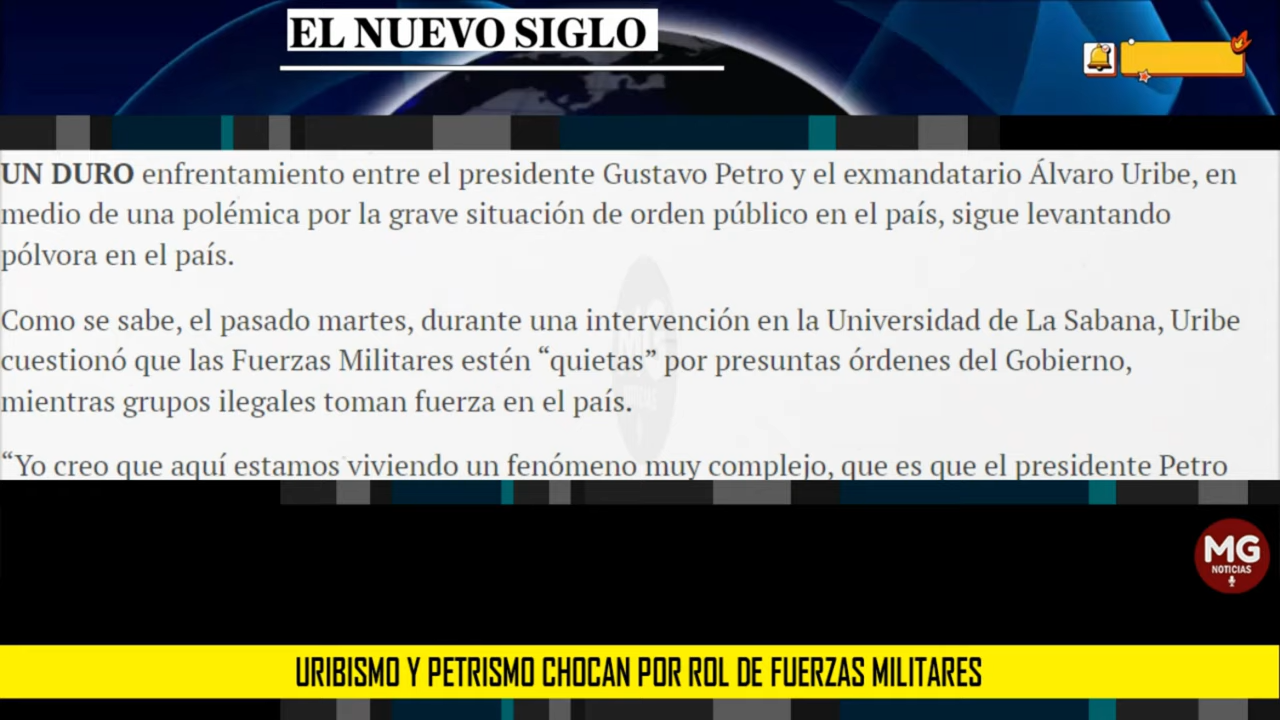 EL NUEVO SIGLO
UN DURO enfrentamiento entre el presidente Gustavo Petro y el exmandatario Álvaro Uribe, en
medio de una polémica por la grave situación de orden público en el país, sigue levantando
pólvora en el país.
Como se sabe, el pasado martes, durante una intervención en la Universidad de La Sabana, Uribe
cuestionó que las Fuerzas Militares estén “quietas” por presuntas órdenes del Gobierno,
mientras grupos ilegales toman fuerza en el país.
“Yo creo que aquí estamos viviendo un fenómeno muy complejo, que es que el presidente Petro
MG
NOTICIAS
URIBISMO Y PETRISMO CHOCAN POR ROL DE FUERZAS MILITARES